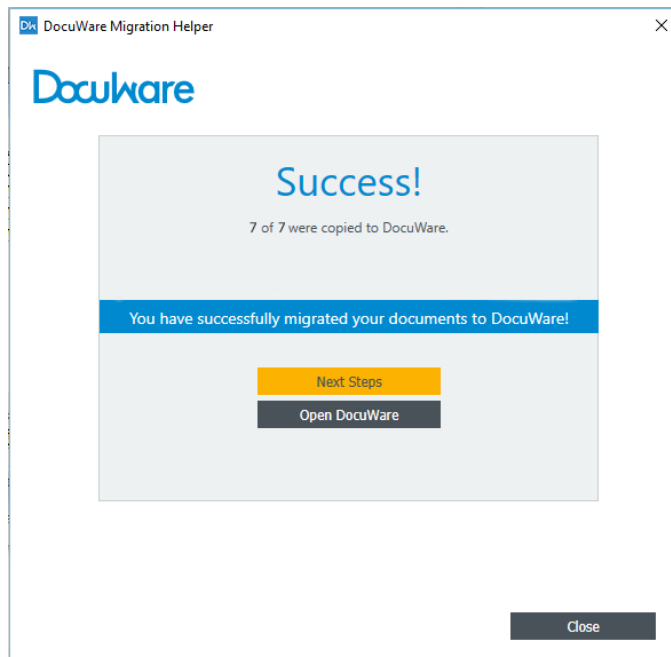 DW DocuWare Migration Helper
DocuWare
Success!
7 of 7 were copied to DocuWare.
You have successfully migrated your documents to DocuWare!
Next Steps
Open DocuWare
Close